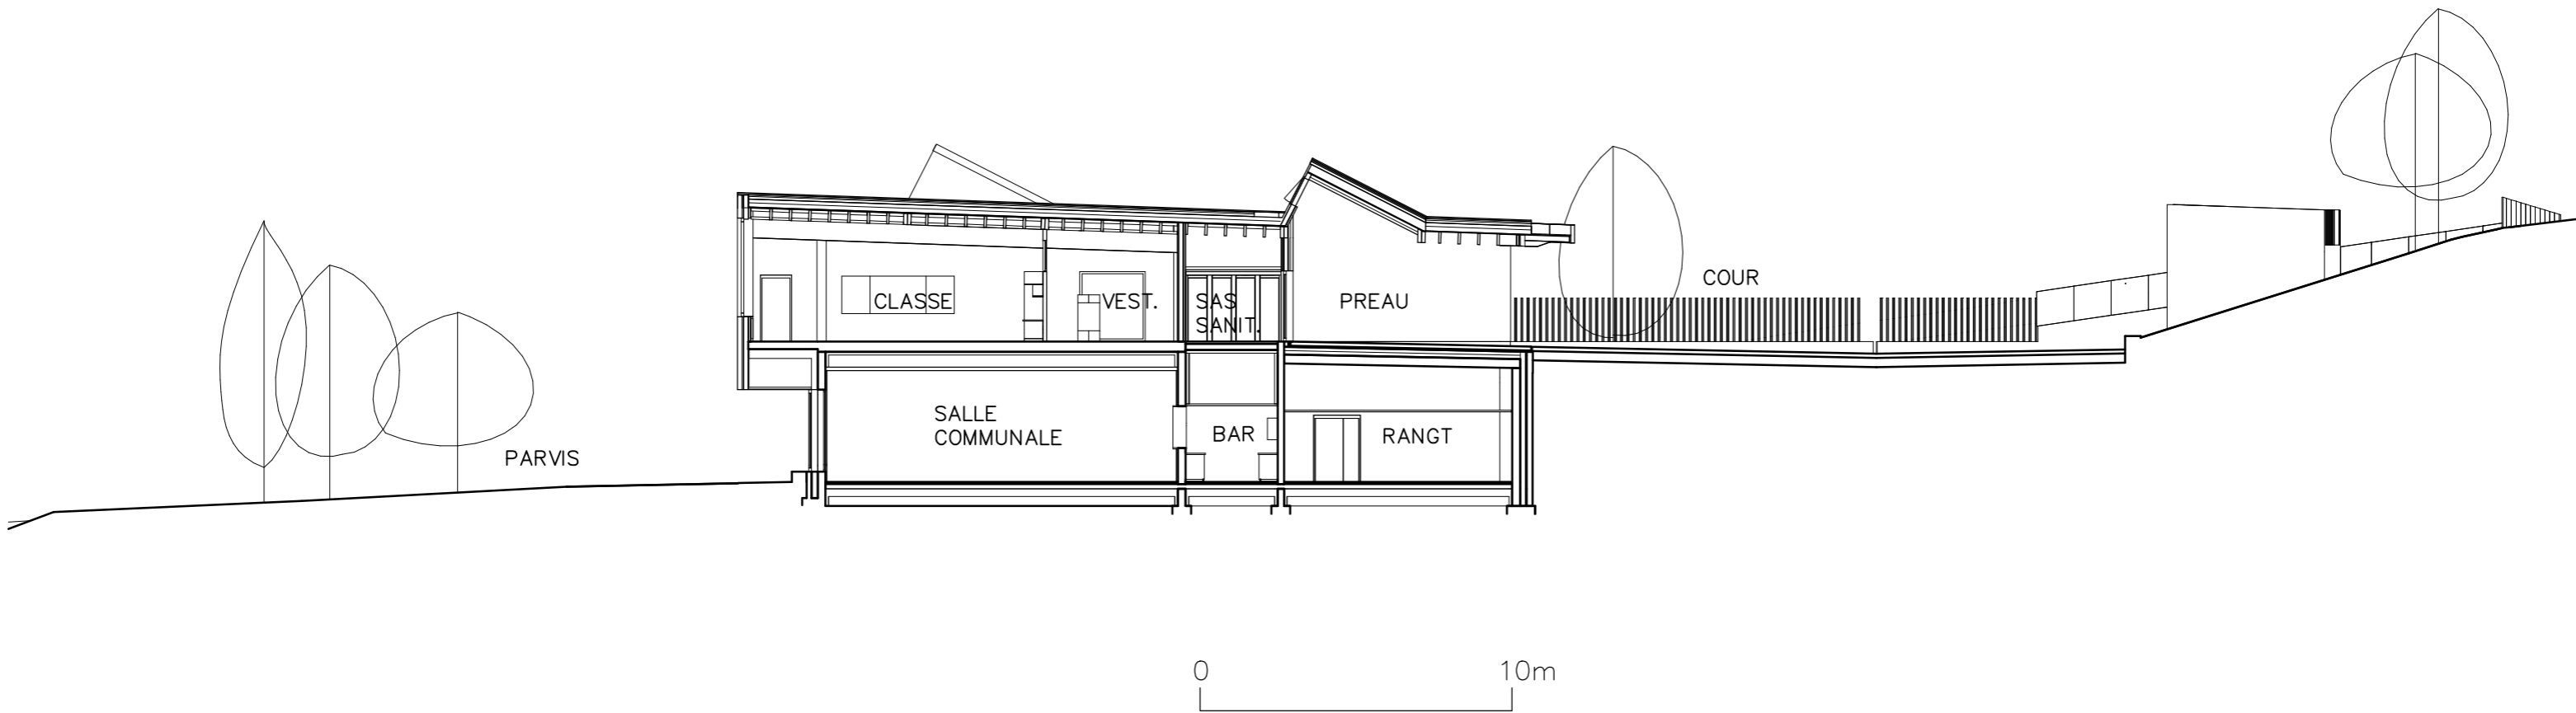 COUR
CLASSE
VEST.
SAS
SANIT.
PREAU
SALLE
COMMUNALE
BAR
RANGT
PARVIS
0
10m